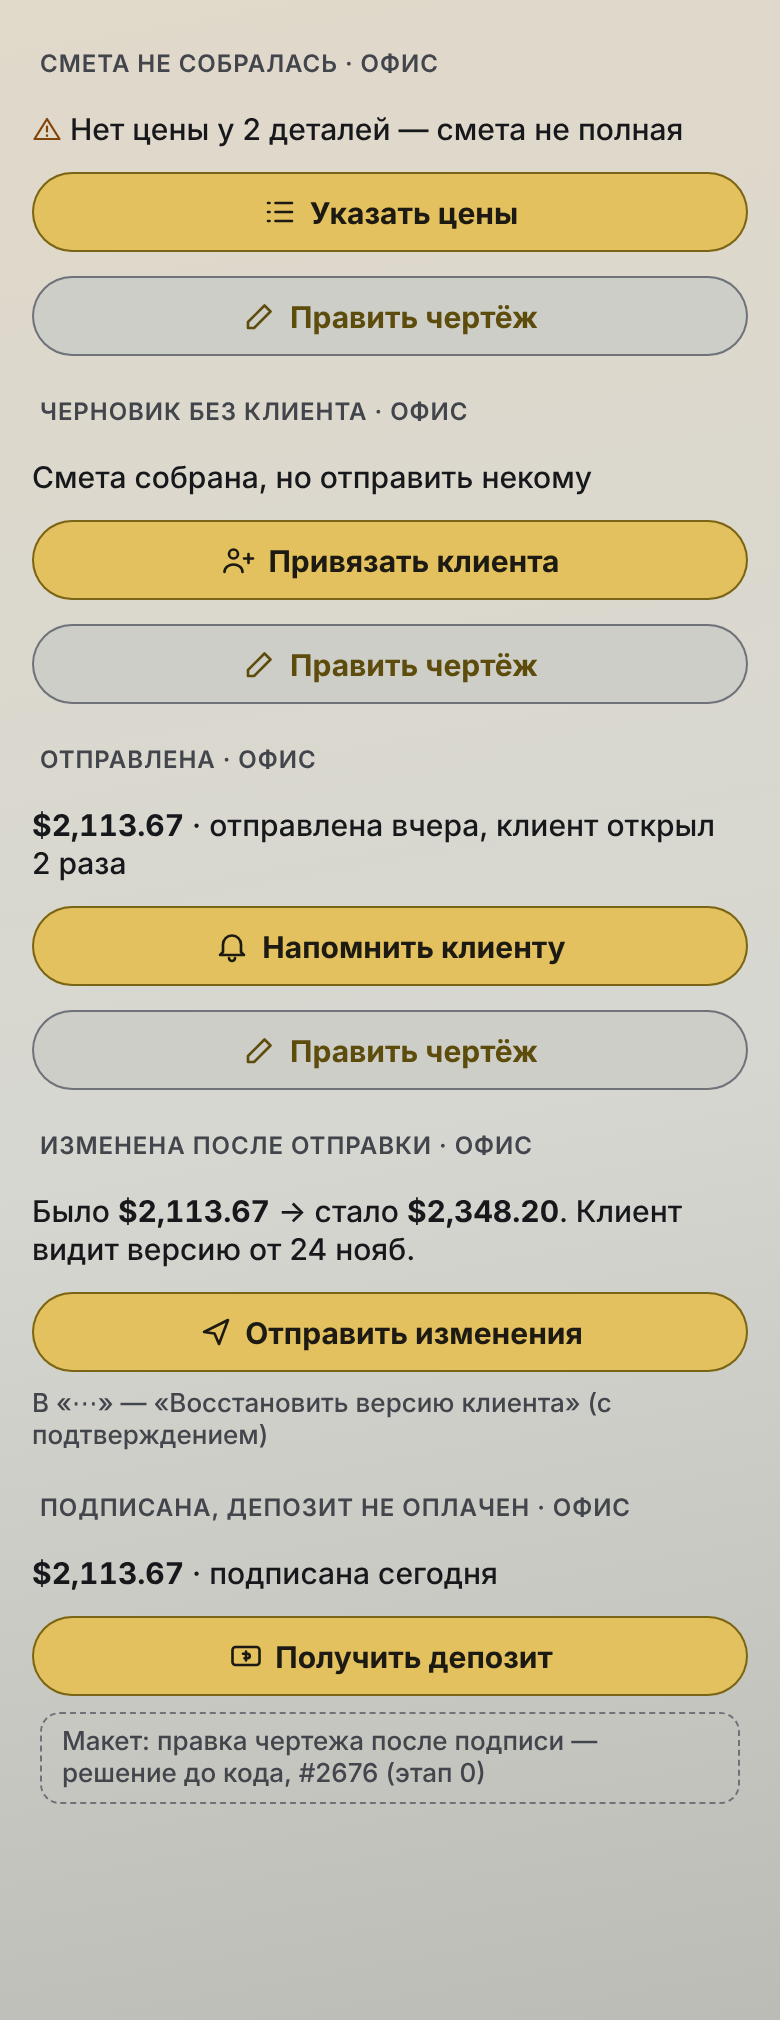 СМЕТА НЕ СОБРАЛАСЬ · ОФИС
Нет цены у 2 деталей — смета не полная
Указать цены
Править чертёж
ЧЕРНОВИК БЕЗ КЛИЕНТА · ОФИС
Смета собрана, но отправить некому
Привязать клиента
Править чертёж
ОТПРАВЛЕНА · ОФИС
$2,113.67 · отправлена вчера, клиент открыл
2 раза
Напомнить клиенту
Править чертёж
ИЗМЕНЕНА ПОСЛЕ ОТПРАВКИ · ОФИС
Было $2,113.67 → стало $2,348.20. Клиент
видит версию от 24 нояб.
Отправить изменения
В «···» — «Восстановить версию клиента» (с
подтверждением)
ПОДПИСАНА, ДЕПОЗИТ НЕ ОПЛАЧЕН · ОФИС
$2,113.67 · подписана сегодня
Получить депозит
Макет: правка чертежа после подписи —
решение до кода, #2676 (этап 0)